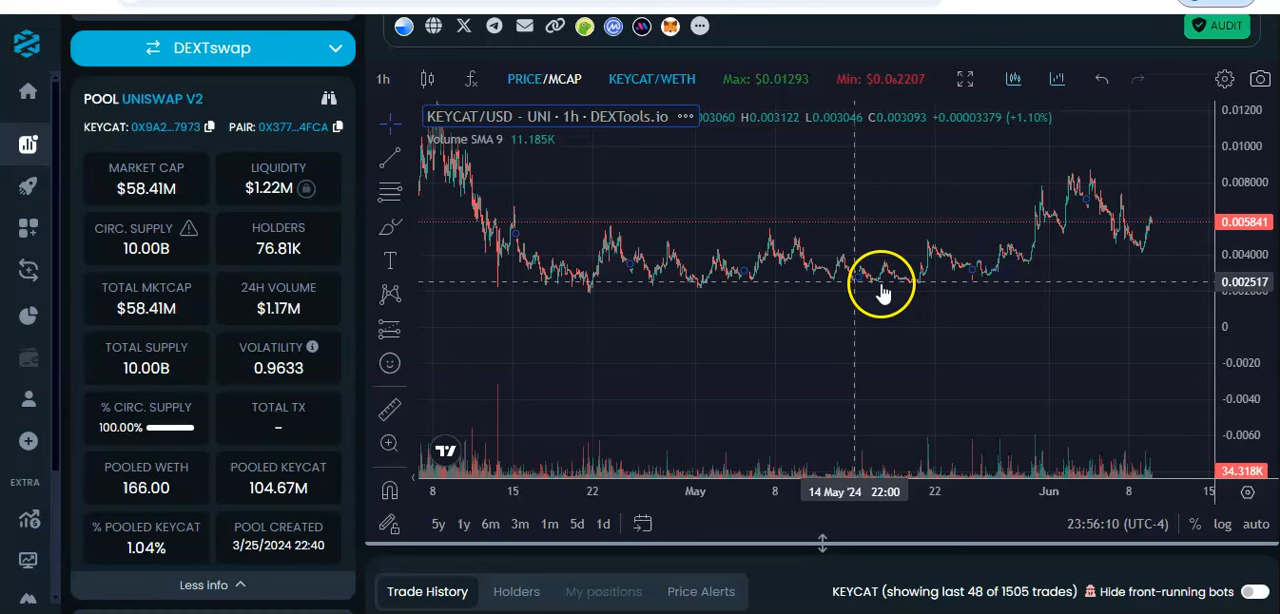 DEXTswap
POOL UNISWAP V2
KEYCAT: 0X9A2...7973 PAIR: 0X377...4FCA
MARKET CAP
$58.41M
LIQUIDITY
$1.22M
CIRC. SUPPLY
10.00B
HOLDERS
76.81K
TOTAL MKTCAP
$58.41M
24H VOLUME
$1.17M
TOTAL SUPPLY
10.00B
VOLATILITY
0.9633
% CIRC. SUPPLY
100.00%
TOTAL TX
-
POOLED WETH
166.00
POOLED KEYCAT
104.67M
% POOLED KEYCAT
1.04%
POOL CREATED
3/25/2024 22:40
Less info
EXTRA
AUDIT
1h PRICE/MCAP KEYCAT/WETH Max: $0.01293 Min: $0.0₆2207
KEYCAT/USD - UNI · 1h · DEXTools.io ••• 003060 H0.003122 L0.003046 C0.003093 +0.00003379 (+1.10%)
Volume SMA 9 11.185K
0.01200
0.01000
0.008000
0.005841
0.004000
0.002517
0
-0.0020
-0.0040
-0.0060
34.318K
8 15 22 May 8 14 May '24 22:00 22 Jun 8 15
5y 1y 6m 3m 1m 5d 1d 23:56:10 (UTC-4) % log auto
Trade History Holders My positions Price Alerts KEYCAT (showing last 48 of 1505 trades) Hide front-running bots